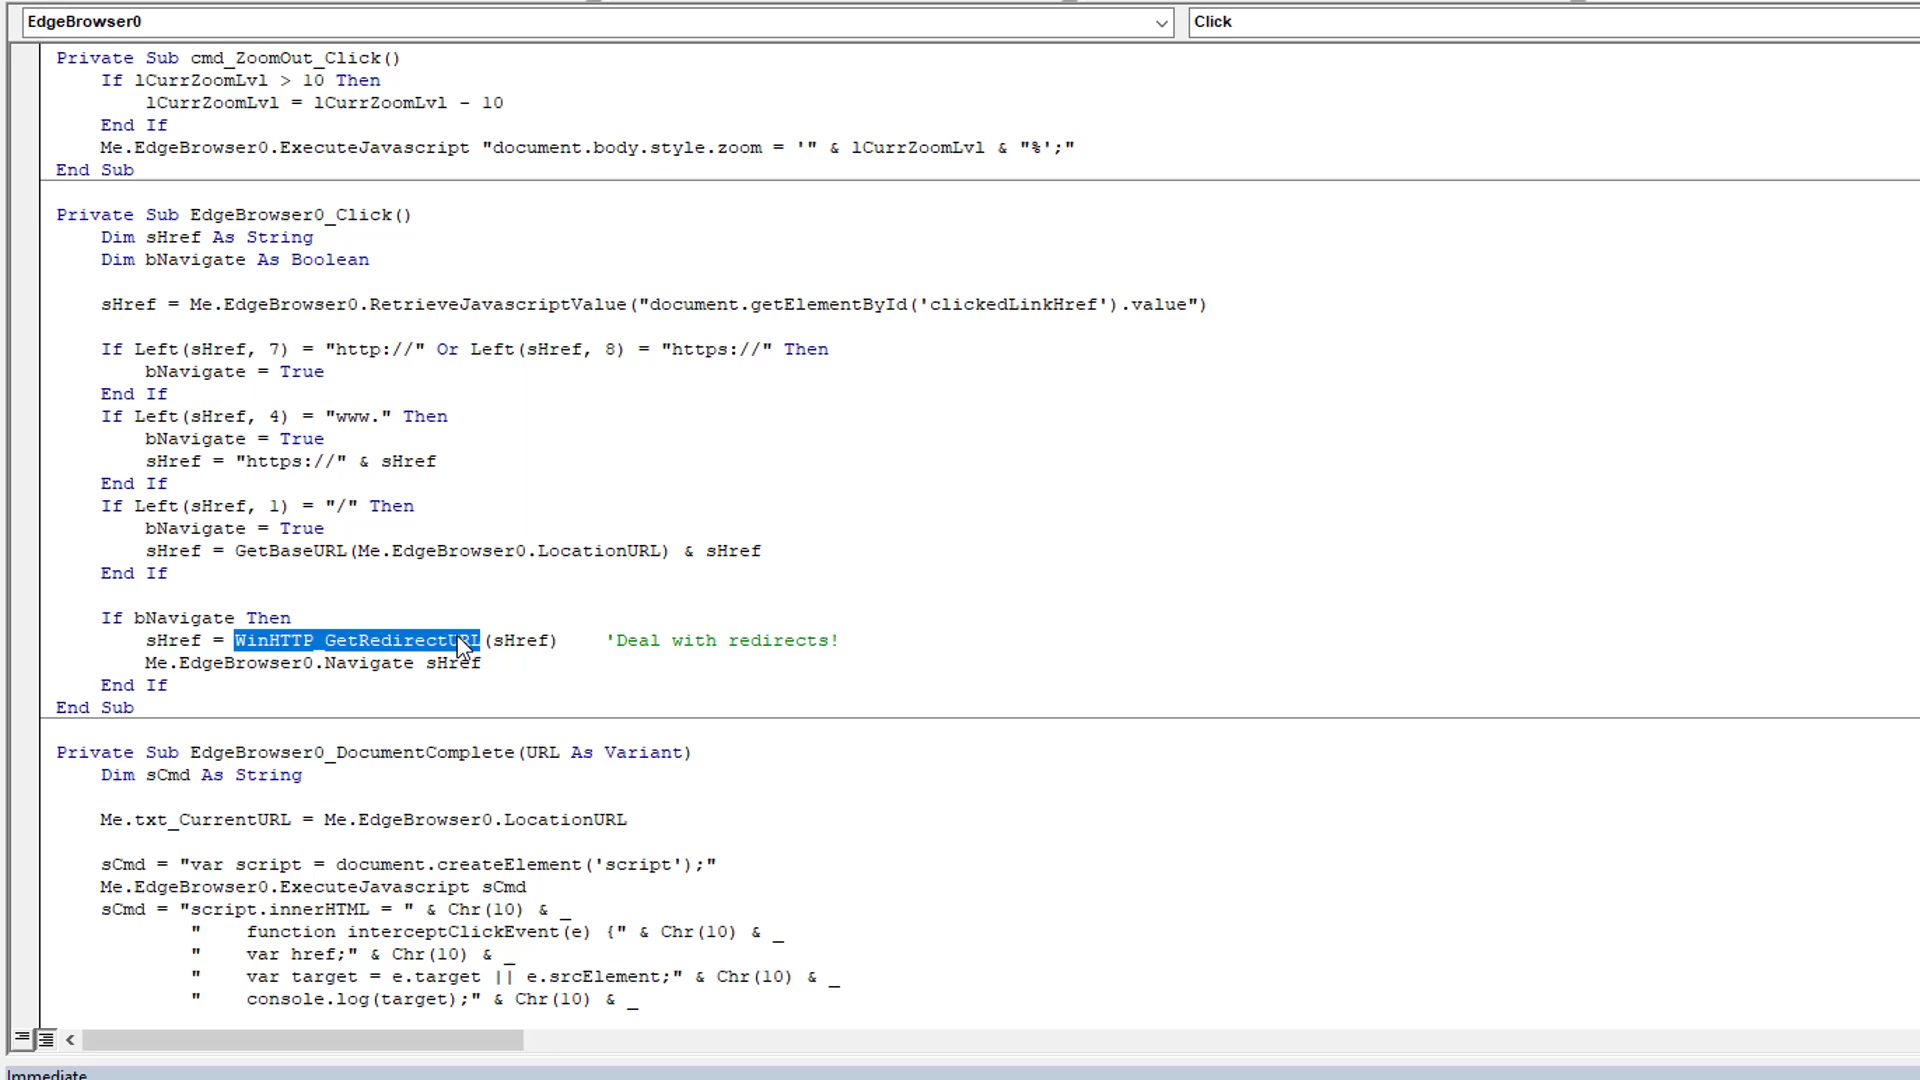 EdgeBrowser0
Click
Private Sub cmd_ZoomOut_Click()
If lCurrZoomLvl > 10 Then
lCurrZoomLvl = lCurrZoomLvl - 10
End If
Me.EdgeBrowser0.ExecuteJavascript "document.body.style.zoom = '" & lCurrZoomLvl & "%';"
End Sub
Private Sub EdgeBrowser0_Click()
Dim sHref As String
Dim bNavigate As Boolean
sHref = Me.EdgeBrowser0.RetrieveJavascriptValue("document.getElementById('clickedLinkHref').value")
If Left(sHref, 7) = "http://" Or Left(sHref, 8) = "https://" Then
bNavigate = True
End If
If Left(sHref, 4) = "www." Then
bNavigate = True
sHref = "https://" & sHref
End If
If Left(sHref, 1) = "/" Then
bNavigate = True
sHref = GetBaseURL(Me.EdgeBrowser0.LocationURL) & sHref
End If
If bNavigate Then
sHref = WinHTTP_GetRedirectURL(sHref) 'Deal with redirects!
Me.EdgeBrowser0.Navigate sHref
End If
End Sub
Private Sub EdgeBrowser0_DocumentComplete(URL As Variant)
Dim sCmd As String
Me.txt_CurrentURL = Me.EdgeBrowser0.LocationURL
sCmd = "var script = document.createElement('script');"
Me.EdgeBrowser0.ExecuteJavascript sCmd
sCmd = "script.innerHTML = " & Chr(10) & _
" function interceptClickEvent(e) {" & Chr(10) & _
" var href;" & Chr(10) & _
" var target = e.target || e.srcElement;" & Chr(10) & _
" console.log(target);" & Chr(10) & _
Immediate